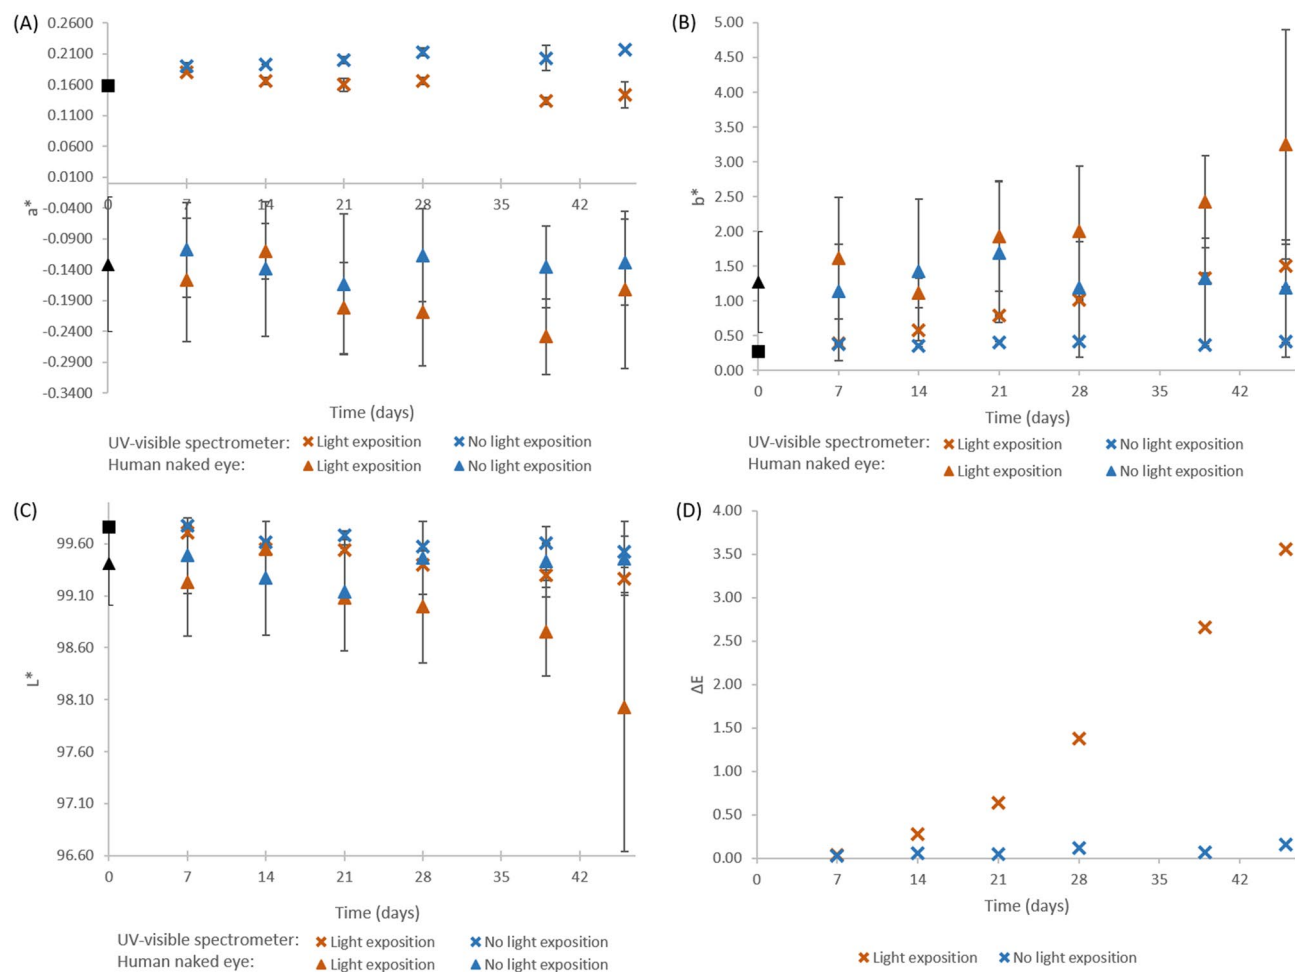 (A)
0.2600
0.2100
0.1600
0.1100
0.0600
0.0100
-0.0400
-0.0900
-0.1400
-0.1900
-0.2400
-0.2900
-0.3400
a*
0 7 14 21 28 35 42
Time (days)
UV-visible spectrometer: Light exposition No light exposition
Human naked eye: Light exposition No light exposition
(B)
5.00
4.50
4.00
3.50
3.00
2.50
2.00
1.50
1.00
0.50
0.00
b*
0 7 14 21 28 35 42
Time (days)
UV-visible spectrometer: Light exposition No light exposition
Human naked eye: Light exposition No light exposition
(C)
99.60
99.10
98.60
98.10
97.60
97.10
96.60
L*
0 7 14 21 28 35 42
Time (days)
UV-visible spectrometer: Light exposition No light exposition
Human naked eye: Light exposition No light exposition
(D)
4.00
3.50
3.00
2.50
2.00
1.50
1.00
0.50
0.00
ΔE
0 7 14 21 28 35 42
Time (days)
Light exposition No light exposition